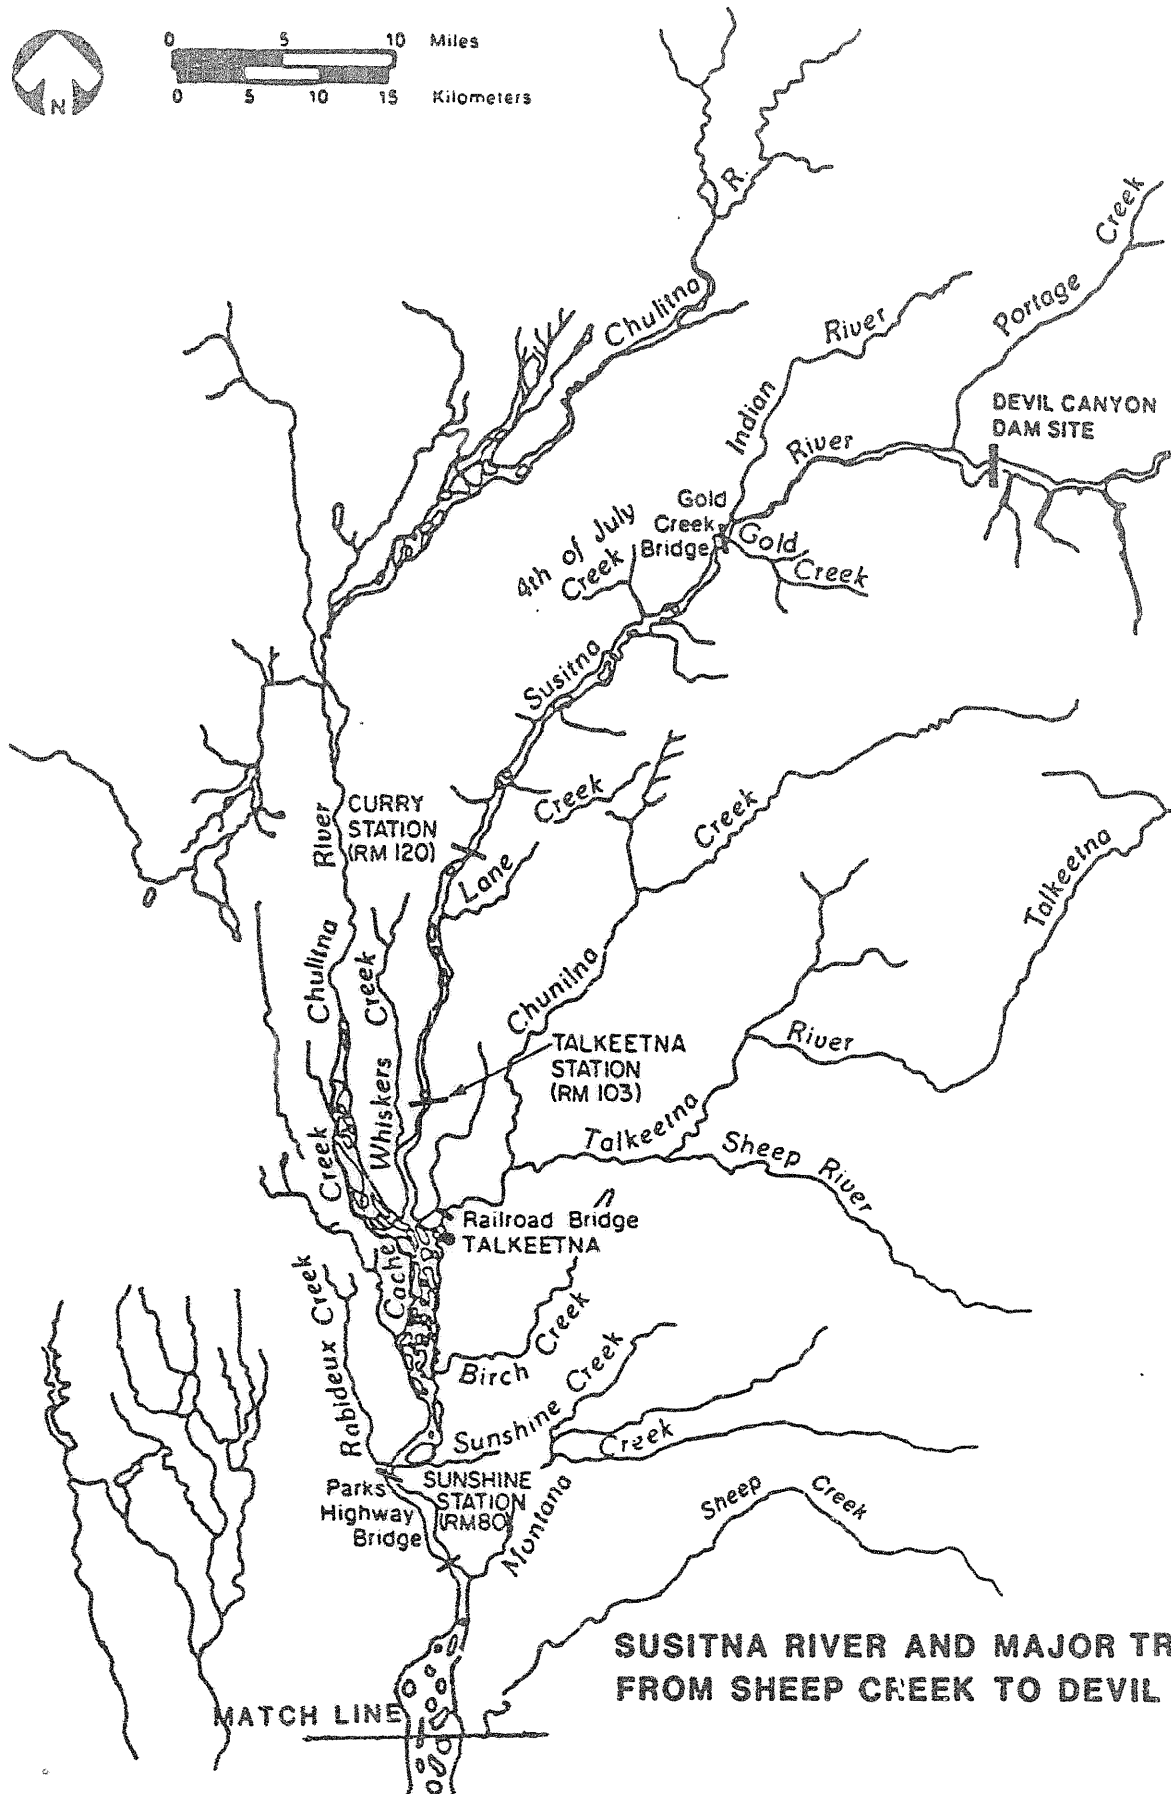 0 5 10 Miles
N
0 5 10 15 Kilometers
R.
Creek
Portage
Chulitna
River
Indian
River
DEVIL CANYON
DAM SITE
Gold
Creek
Bridge
Gold
Creek
4th of July
Creek
Susitna
CURRY
STATION
(RM 120)
River
Creek
Lane
Creek
Talkeetna
Chulitna
Creek
Whiskers
Chunilna
River
TALKEETNA
STATION
(RM 103)
Talkeetna
Sheep River
Creek
Cache
Railroad Bridge
TALKEETNA
Rabideux Creek
Birch Creek
Sunshine Creek
Creek
Montana
Parks
Highway
Bridge
SUNSHINE
STATION
(RM80)
Sheep Creek
SUSITNA RIVER AND MAJOR TR
FROM SHEEP CREEK TO DEVIL
MATCH LINE